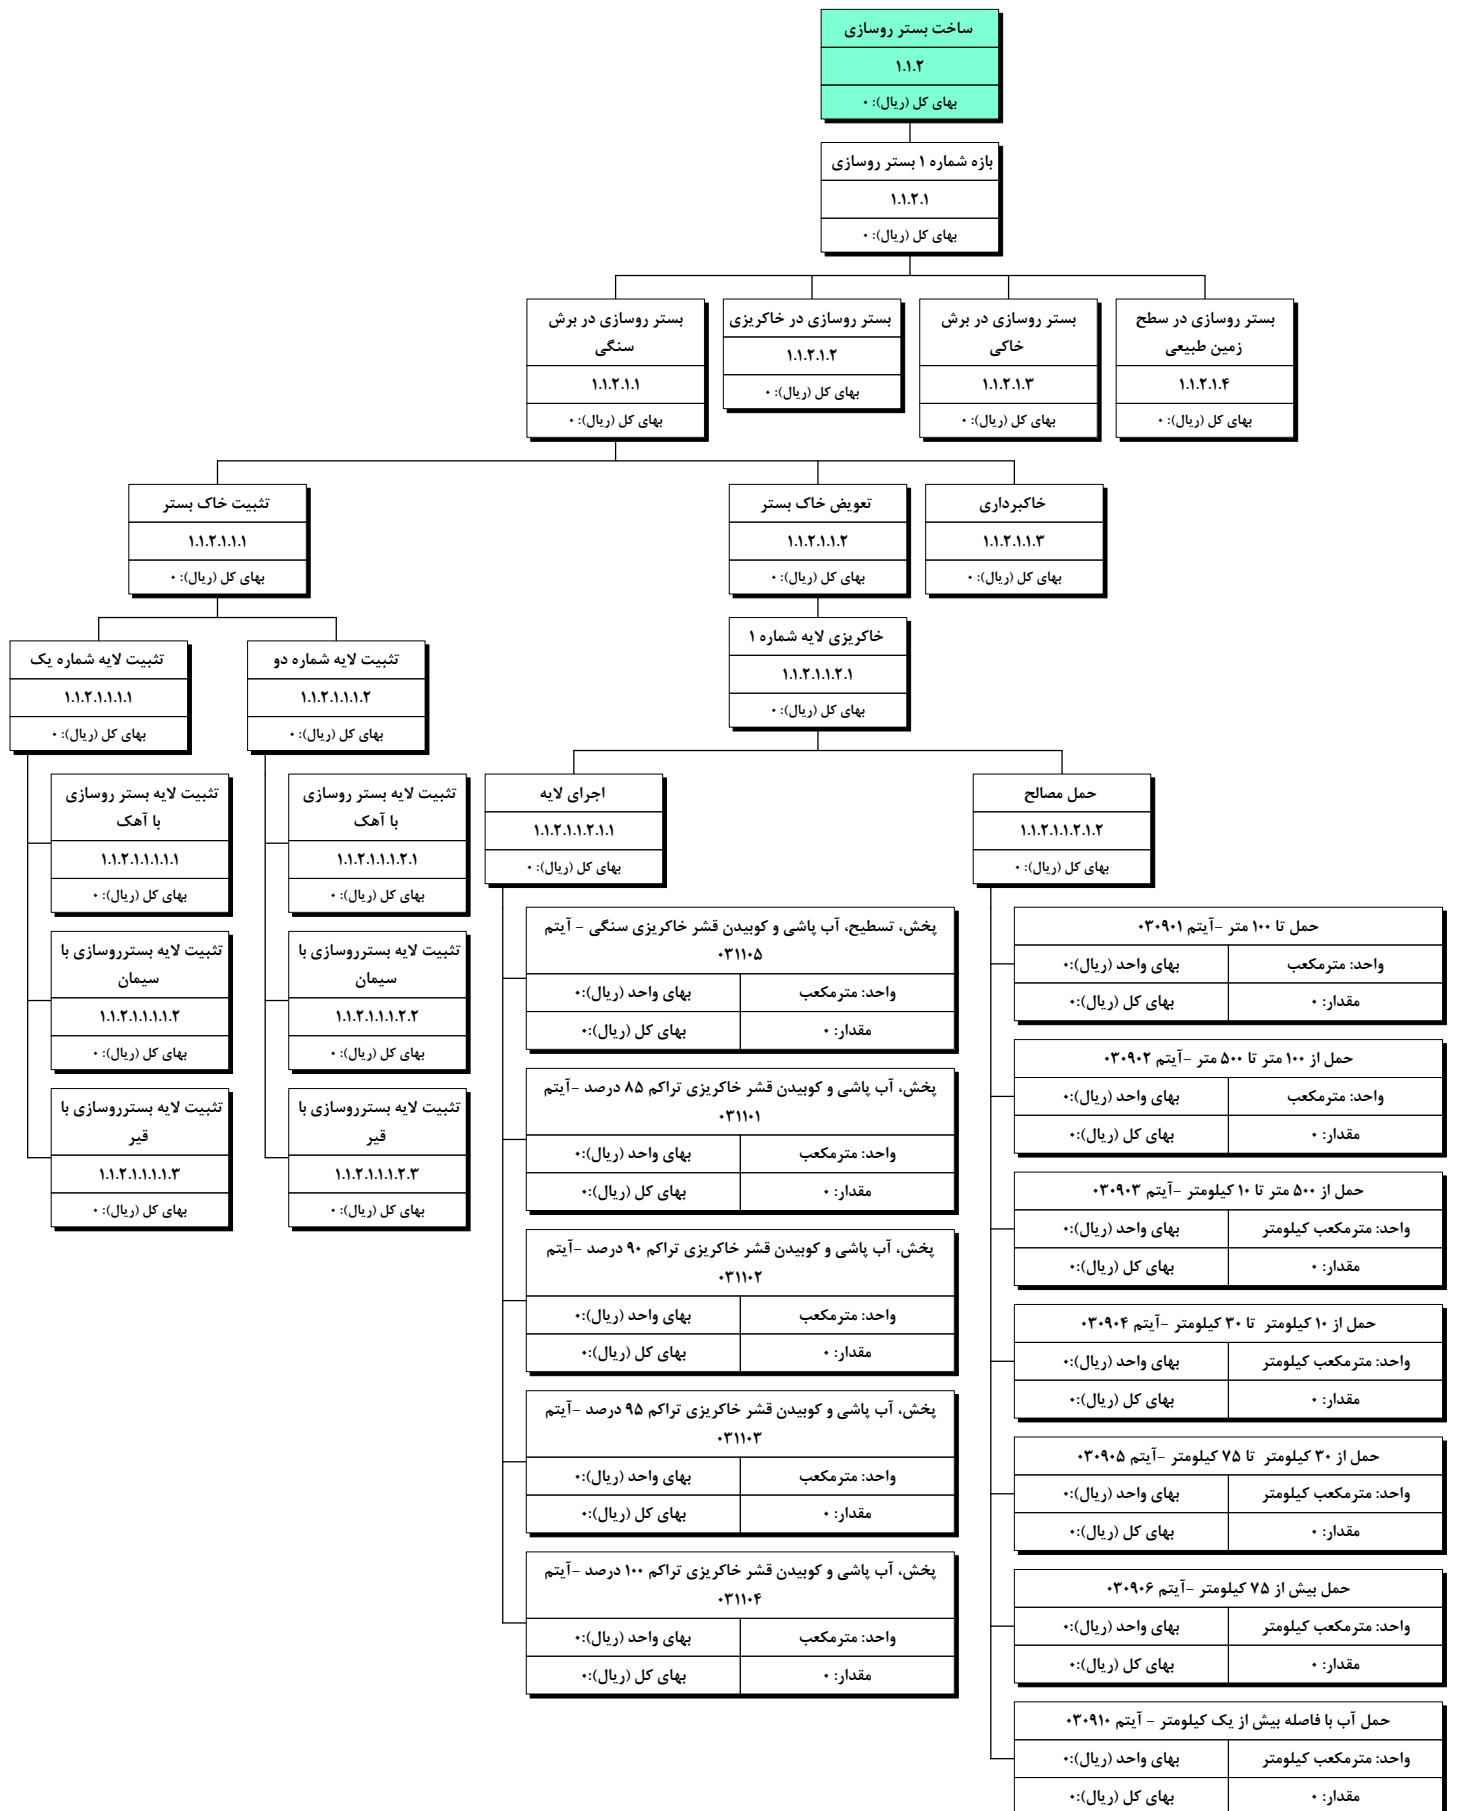 ساخت بستر روسازی
۱.۱.۲
بهای کل (ریال): ۰
بازه شماره ۱ بستر روسازی
۱.۱.۲.۱
بهای کل (ریال): ۰
بستر روسازی در برش
سنگی
۱.۱.۲.۱.۱
بهای کل (ریال): ۰
بستر روسازی در خاکریزی
۱.۱.۲.۱.۲
بهای کل (ریال): ۰
بستر روسازی در برش
خاکی
۱.۱.۲.۱.۳
بهای کل (ریال): ۰
بستر روسازی در سطح
زمین طبیعی
۱.۱.۲.۱.۴
بهای کل (ریال): ۰
تثبیت خاک بستر
۱.۱.۲.۱.۱.۱
بهای کل (ریال): ۰
تعویض خاک بستر
۱.۱.۲.۱.۱.۲
بهای کل (ریال): ۰
خاکبرداری
۱.۱.۲.۱.۱.۳
بهای کل (ریال): ۰
تثبیت لایه شماره یک
۱.۱.۲.۱.۱.۱.۱
بهای کل (ریال): ۰
تثبیت لایه شماره دو
۱.۱.۲.۱.۱.۱.۲
بهای کل (ریال): ۰
خاکریزی لایه شماره ۱
۱.۱.۲.۱.۱.۲.۱
بهای کل (ریال): ۰
تثبیت لایه بستر روسازی
با آهک
۱.۱.۲.۱.۱.۱.۱.۱
بهای کل (ریال): ۰
تثبیت لایه بسترروسازی با
سیمان
۱.۱.۲.۱.۱.۱.۱.۲
بهای کل (ریال): ۰
تثبیت لایه بسترروسازی با
قیر
۱.۱.۲.۱.۱.۱.۱.۳
بهای کل (ریال): ۰
تثبیت لایه بستر روسازی
با آهک
۱.۱.۲.۱.۱.۱.۲.۱
بهای کل (ریال): ۰
تثبیت لایه بسترروسازی با
سیمان
۱.۱.۲.۱.۱.۱.۲.۲
بهای کل (ریال): ۰
تثبیت لایه بسترروسازی با
قیر
۱.۱.۲.۱.۱.۱.۲.۳
بهای کل (ریال): ۰
اجرای لایه
۱.۱.۲.۱.۱.۲.۱.۱
بهای کل (ریال): ۰
پخش، تسطیح، آب پاشی و کوبیدن قشر خاکریزی سنگی - آیتم
۰۳۱۱۰۵
واحد: مترمکعب بهای واحد (ریال):۰
مقدار: ۰ بهای کل (ریال):۰
پخش، آب پاشی و کوبیدن قشر خاکریزی تراکم ۸۵ درصد -آیتم
۰۳۱۱۰۱
واحد: مترمکعب بهای واحد (ریال):۰
مقدار: ۰ بهای کل (ریال):۰
پخش، آب پاشی و کوبیدن قشر خاکریزی تراکم ۹۰ درصد -آیتم
۰۳۱۱۰۲
واحد: مترمکعب بهای واحد (ریال):۰
مقدار: ۰ بهای کل (ریال):۰
پخش، آب پاشی و کوبیدن قشر خاکریزی تراکم ۹۵ درصد -آیتم
۰۳۱۱۰۳
واحد: مترمکعب بهای واحد (ریال):۰
مقدار: ۰ بهای کل (ریال):۰
پخش، آب پاشی و کوبیدن قشر خاکریزی تراکم ۱۰۰ درصد -آیتم
۰۳۱۱۰۴
واحد: مترمکعب بهای واحد (ریال):۰
مقدار: ۰ بهای کل (ریال):۰
حمل مصالح
۱.۱.۲.۱.۱.۲.۱.۲
بهای کل (ریال): ۰
حمل تا ۱۰۰ متر -آیتم ۰۳۰۹۰۱
واحد: مترمکعب بهای واحد (ریال):۰
مقدار: ۰ بهای کل (ریال):۰
حمل از ۱۰۰ متر تا ۵۰۰ متر -آیتم ۰۳۰۹۰۲
واحد: مترمکعب بهای واحد (ریال):۰
مقدار: ۰ بهای کل (ریال):۰
حمل از ۵۰۰ متر تا ۱۰ کیلومتر -آیتم ۰۳۰۹۰۳
واحد: مترمکعب کیلومتر بهای واحد (ریال):۰
مقدار: ۰ بهای کل (ریال):۰
حمل از ۱۰ کیلومتر تا ۳۰ کیلومتر -آیتم ۰۳۰۹۰۴
واحد: مترمکعب کیلومتر بهای واحد (ریال):۰
مقدار: ۰ بهای کل (ریال):۰
حمل از ۳۰ کیلومتر تا ۷۵ کیلومتر -آیتم ۰۳۰۹۰۵
واحد: مترمکعب کیلومتر بهای واحد (ریال):۰
مقدار: ۰ بهای کل (ریال):۰
حمل بیش از ۷۵ کیلومتر -آیتم ۰۳۰۹۰۶
واحد: مترمکعب کیلومتر بهای واحد (ریال):۰
مقدار: ۰ بهای کل (ریال):۰
حمل آب با فاصله بیش از یک کیلومتر - آیتم ۰۳۰۹۱۰
واحد: مترمکعب کیلومتر بهای واحد (ریال):۰
مقدار: ۰ بهای کل (ریال):۰